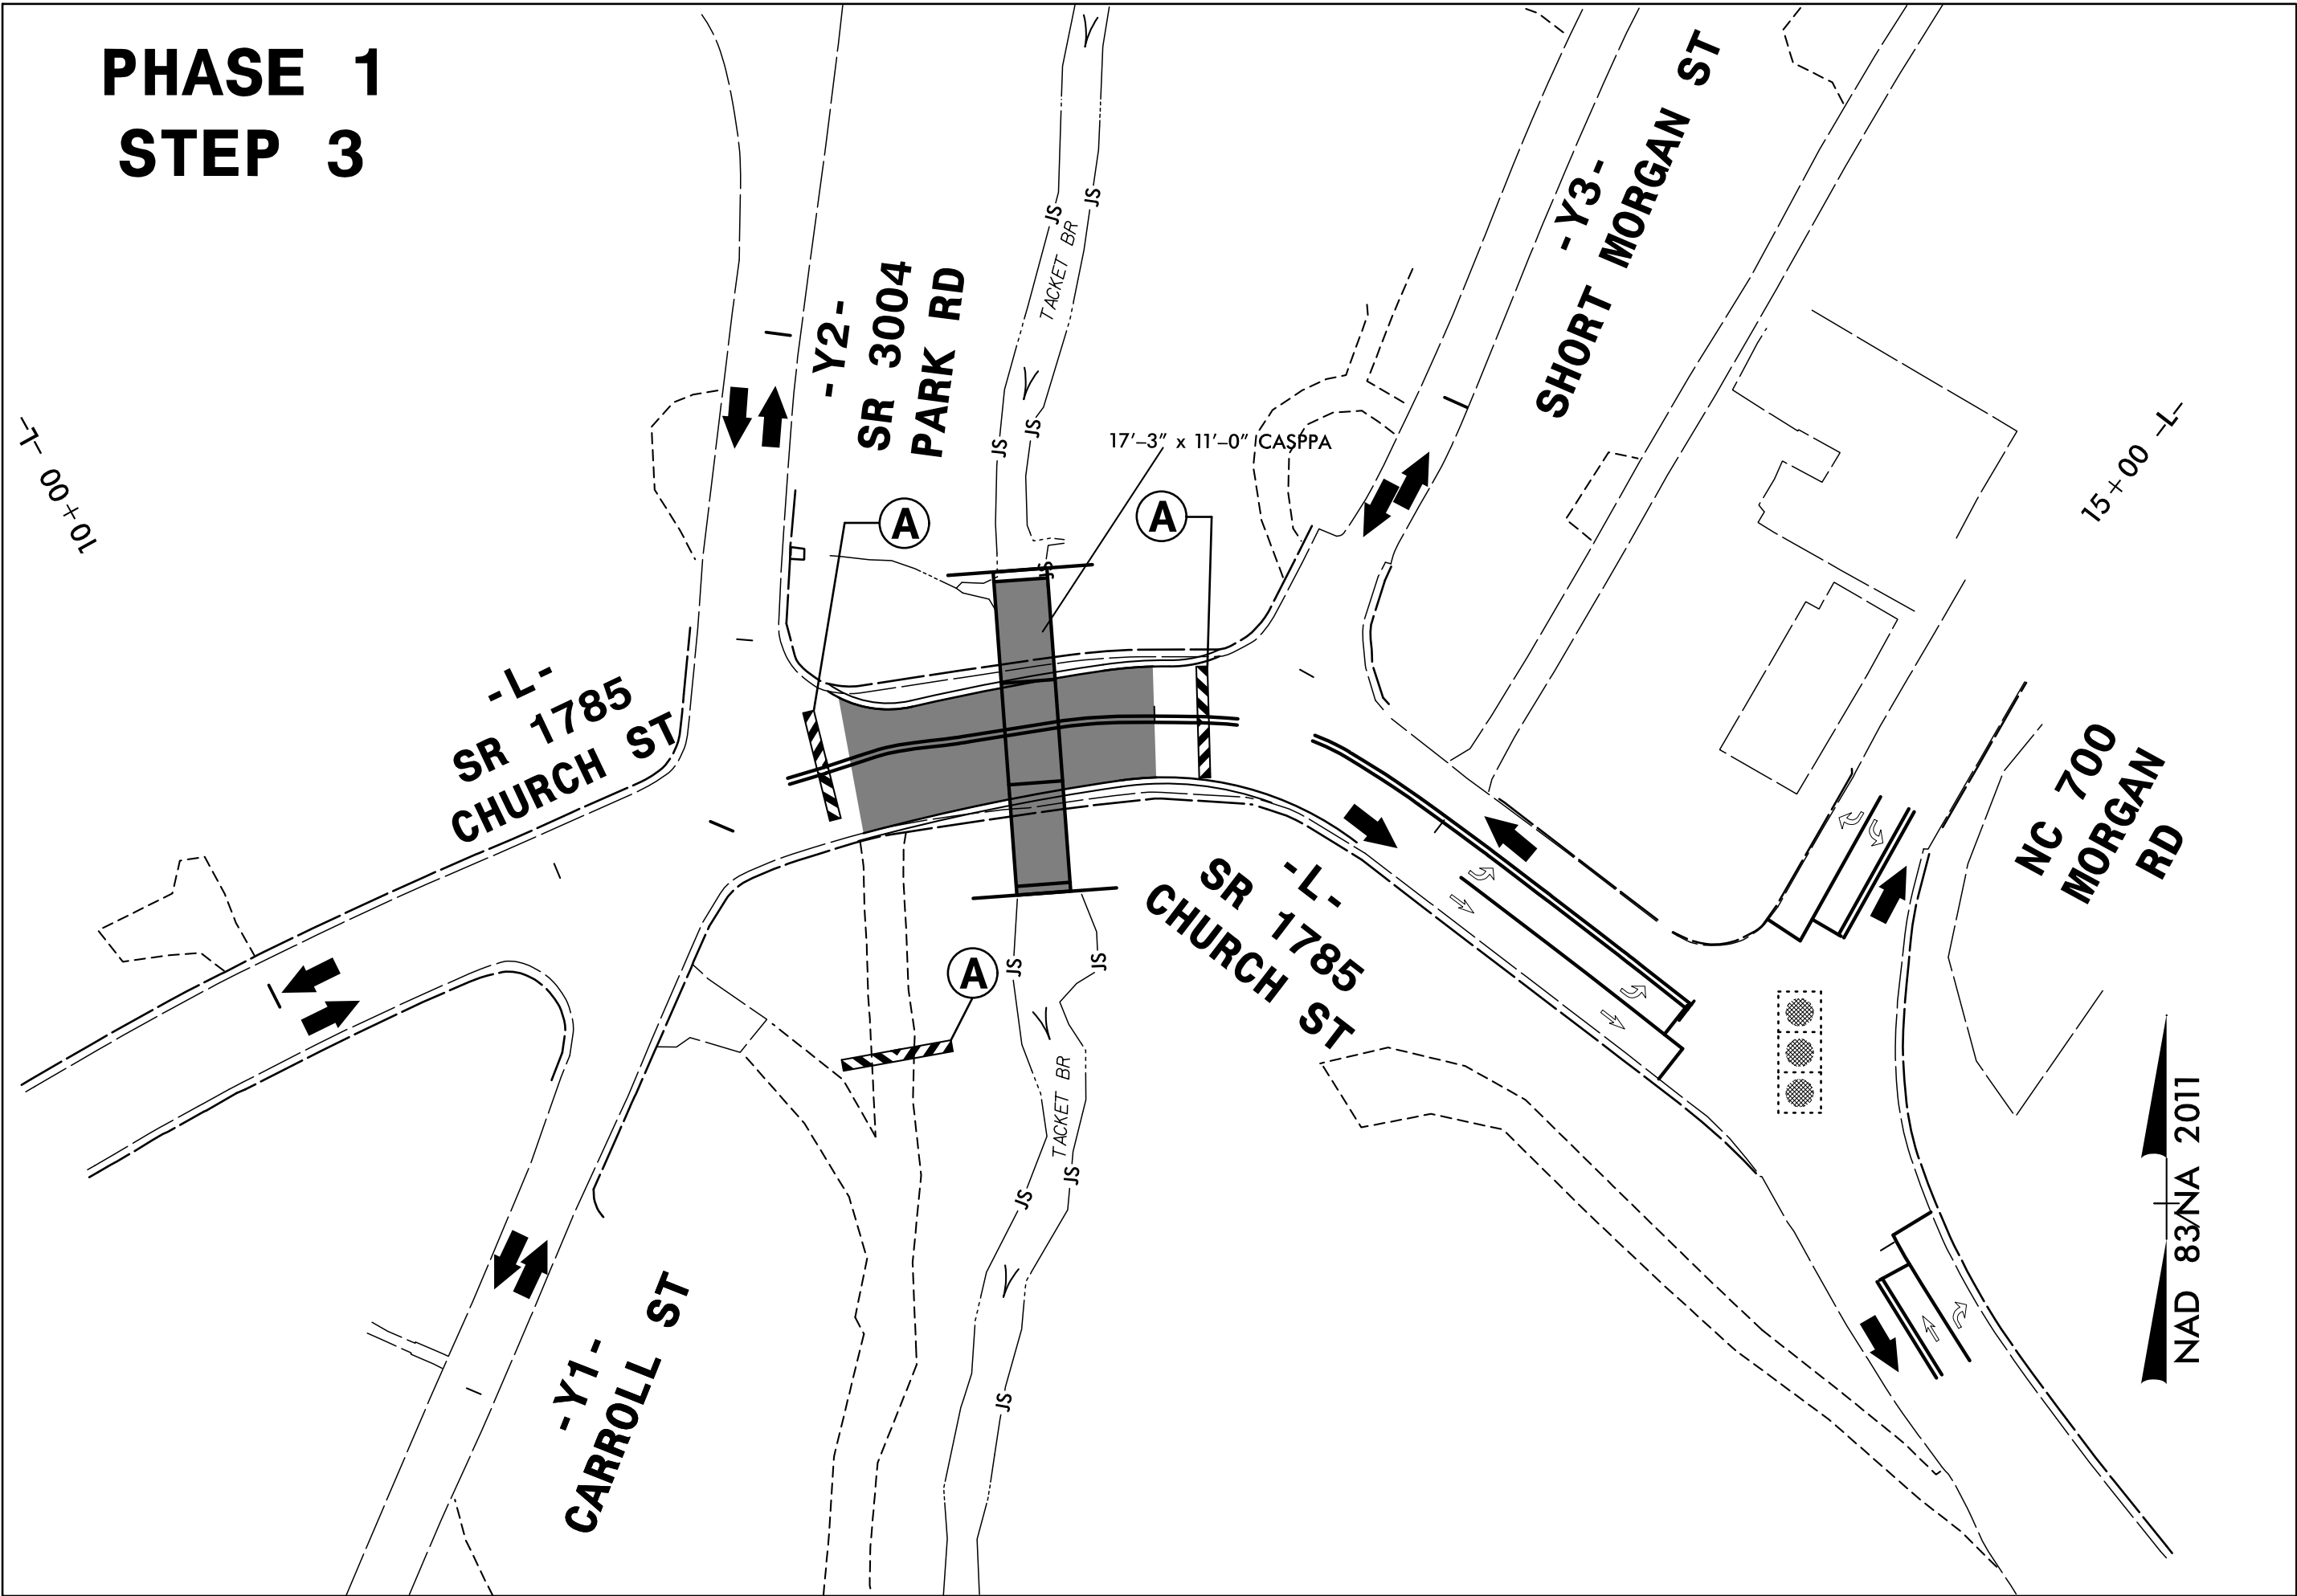 PHASE 1
STEP 3
-Y3-
SHORT MORGAN ST
TACKET BR
JS
JS
-Y2-
SR 3004
PARK RD
JS
JS
JS
17'-3" x 11'-0" CASPPA
A
A
-L- 10+00
15+00 -L-
-L-
SR 1785
CHURCH ST
NC 700
MORGAN
RD
-L-
SR 1785
CHURCH ST
A
JS
JS
TACKET BR
JS
JS
JS
-Y1-
CARROLL ST
NAD 83/NA 2011